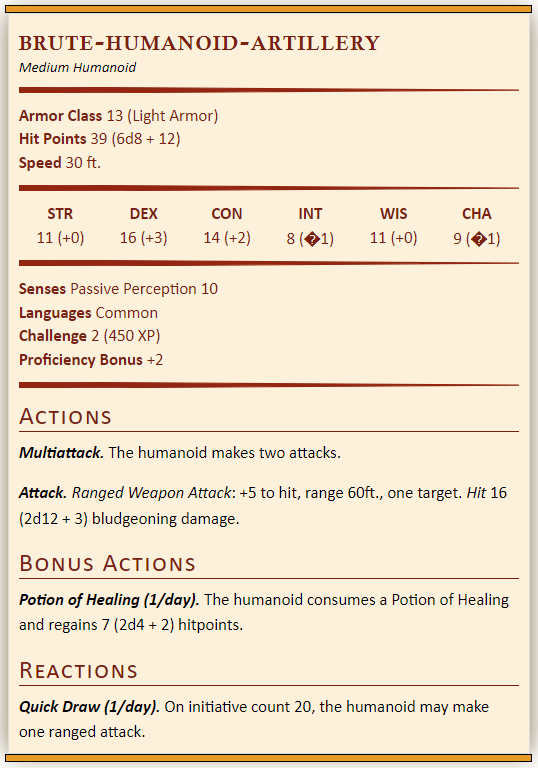 BRUTE-HUMANOID-ARTILLERY
Medium Humanoid
Armor Class 13 (Light Armor)
Hit Points 39 (6d8 + 12)
Speed 30 ft.
STR DEX CON INT WIS CHA
11 (+0) 16 (+3) 14 (+2) 8 (�1) 11 (+0) 9 (�1)
Senses Passive Perception 10
Languages Common
Challenge 2 (450 XP)
Proficiency Bonus +2
Actions
Multiattack. The humanoid makes two attacks.
Attack. Ranged Weapon Attack: +5 to hit, range 60ft., one target. Hit 16
(2d12 + 3) bludgeoning damage.
Bonus Actions
Potion of Healing (1/day). The humanoid consumes a Potion of Healing
and regains 7 (2d4 + 2) hitpoints.
Reactions
Quick Draw (1/day). On initiative count 20, the humanoid may make
one ranged attack.